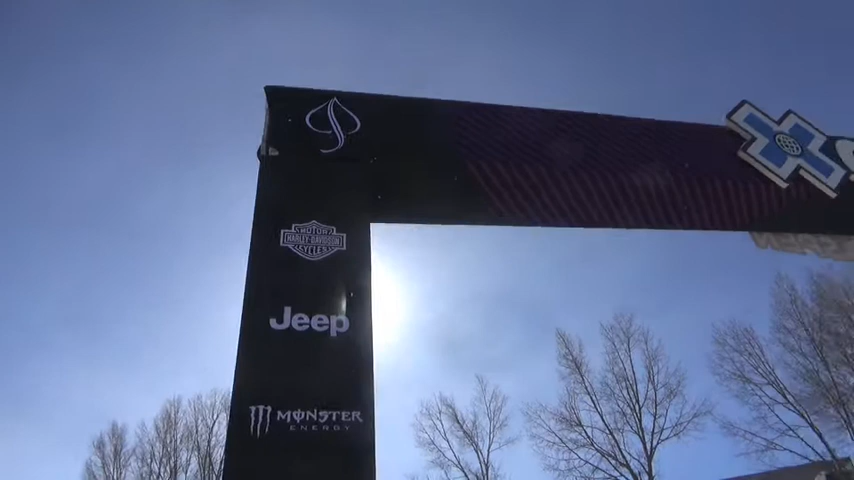 MOTOR
HARLEY-DAVIDSON
CYCLES
Jeep
MONSTER
ENERGY